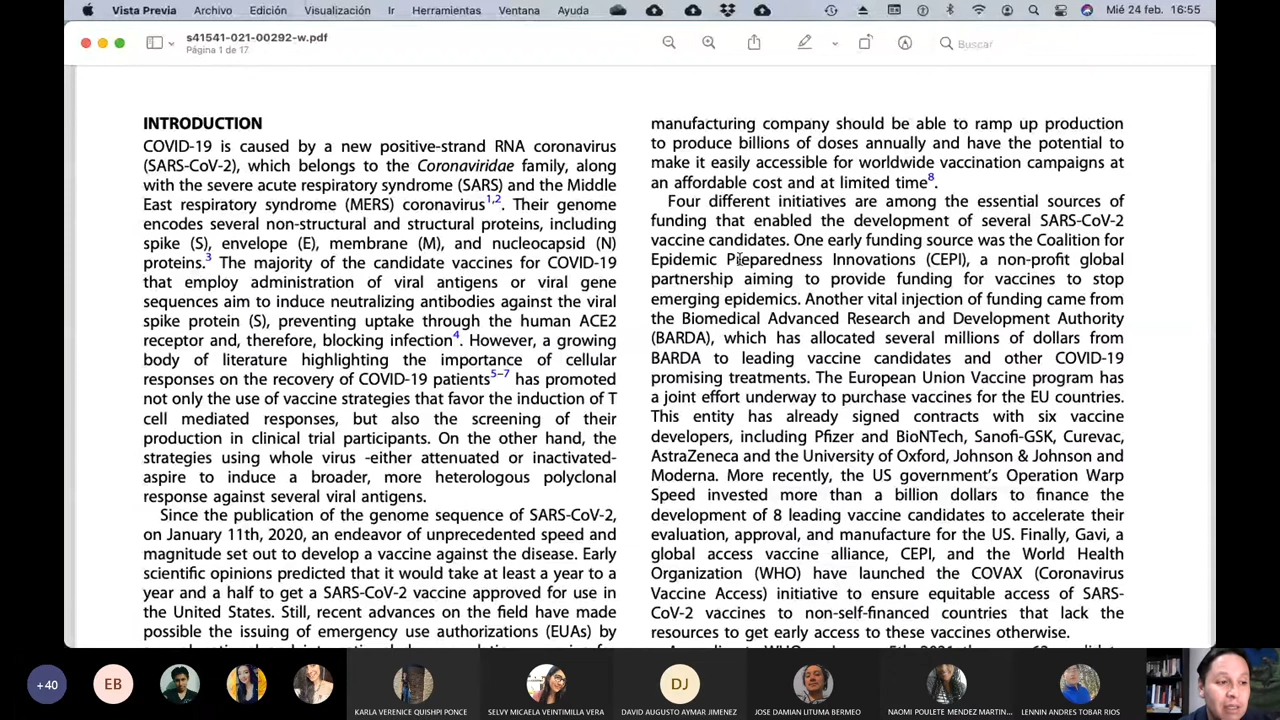 Vista Previa Archivo Edición Visualización Ir Herramientas Ventana Ayuda Mié 24 feb. 16:55
s41541-021-00292-w.pdf
Página 1 de 17
Buscar
INTRODUCTION
COVID-19 is caused by a new positive-strand RNA coronavirus
(SARS-CoV-2), which belongs to the Coronaviridae family, along
with the severe acute respiratory syndrome (SARS) and the Middle
East respiratory syndrome (MERS) coronavirus1,2. Their genome
encodes several non-structural and structural proteins, including
spike (S), envelope (E), membrane (M), and nucleocapsid (N)
proteins.3 The majority of the candidate vaccines for COVID-19
that employ administration of viral antigens or viral gene
sequences aim to induce neutralizing antibodies against the viral
spike protein (S), preventing uptake through the human ACE2
receptor and, therefore, blocking infection4. However, a growing
body of literature highlighting the importance of cellular
responses on the recovery of COVID-19 patients5–7 has promoted
not only the use of vaccine strategies that favor the induction of T
cell mediated responses, but also the screening of their
production in clinical trial participants. On the other hand, the
strategies using whole virus -either attenuated or inactivated-
aspire to induce a broader, more heterologous polyclonal
response against several viral antigens.
Since the publication of the genome sequence of SARS-CoV-2,
on January 11th, 2020, an endeavor of unprecedented speed and
magnitude set out to develop a vaccine against the disease. Early
scientific opinions predicted that it would take at least a year to a
year and a half to get a SARS-CoV-2 vaccine approved for use in
the United States. Still, recent advances on the field have made
possible the issuing of emergency use authorizations (EUAs) by
manufacturing company should be able to ramp up production
to produce billions of doses annually and have the potential to
make it easily accessible for worldwide vaccination campaigns at
an affordable cost and at limited time8.
Four different initiatives are among the essential sources of
funding that enabled the development of several SARS-CoV-2
vaccine candidates. One early funding source was the Coalition for
Epidemic Preparedness Innovations (CEPI), a non-profit global
partnership aiming to provide funding for vaccines to stop
emerging epidemics. Another vital injection of funding came from
the Biomedical Advanced Research and Development Authority
(BARDA), which has allocated several millions of dollars from
BARDA to leading vaccine candidates and other COVID-19
promising treatments. The European Union Vaccine program has
a joint effort underway to purchase vaccines for the EU countries.
This entity has already signed contracts with six vaccine
developers, including Pfizer and BioNTech, Sanofi-GSK, Curevac,
AstraZeneca and the University of Oxford, Johnson & Johnson and
Moderna. More recently, the US government's Operation Warp
Speed invested more than a billion dollars to finance the
development of 8 leading vaccine candidates to accelerate their
evaluation, approval, and manufacture for the US. Finally, Gavi, a
global access vaccine alliance, CEPI, and the World Health
Organization (WHO) have launched the COVAX (Coronavirus
Vaccine Access) initiative to ensure equitable access of SARS-
CoV-2 vaccines to non-self-financed countries that lack the
resources to get early access to these vaccines otherwise.
+40 EB DJ
KARLA VERENICE QUISHPI PONCE
SELVY MICAELA VEINTIMILLA VERA
DAVID AUGUSTO AYMAR JIMENEZ
JOSE DAMIAN LITUMA BERMEO
NAOMI POULETE MENDEZ MARTIN...
LENNIN ANDRES TOBAR RIOS